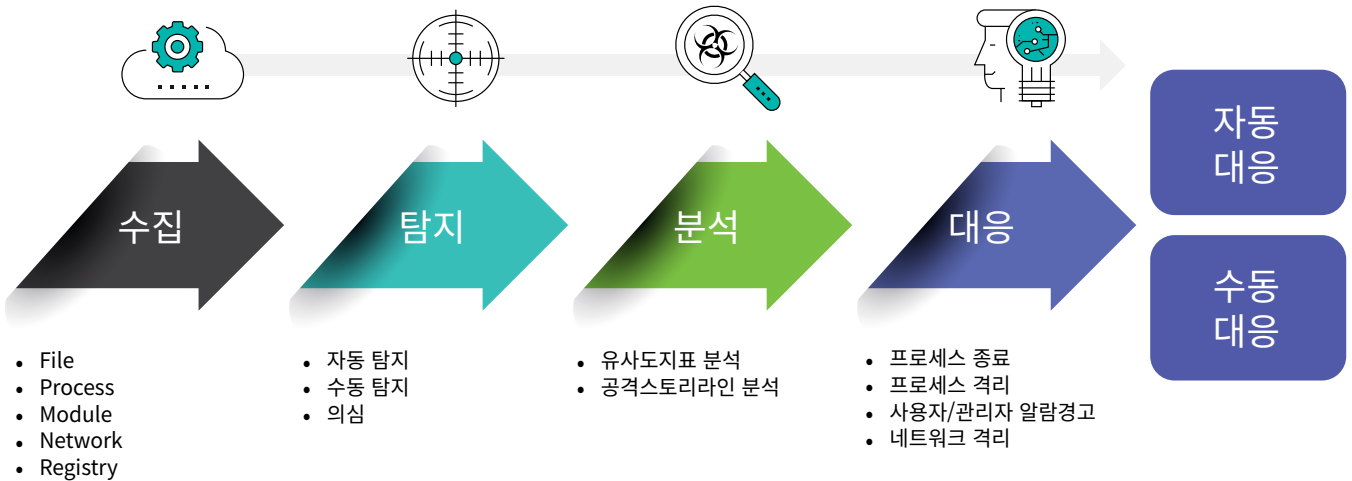 수집
탐지
분석
대응
자동
대응
수동
대응
• File
• Process
• Module
• Network
• Registry
• 자동 탐지
• 수동 탐지
• 의심
• 유사도지표 분석
• 공격스토리라인 분석
• 프로세스 종료
• 프로세스 격리
• 사용자/관리자 알람경고
• 네트워크 격리